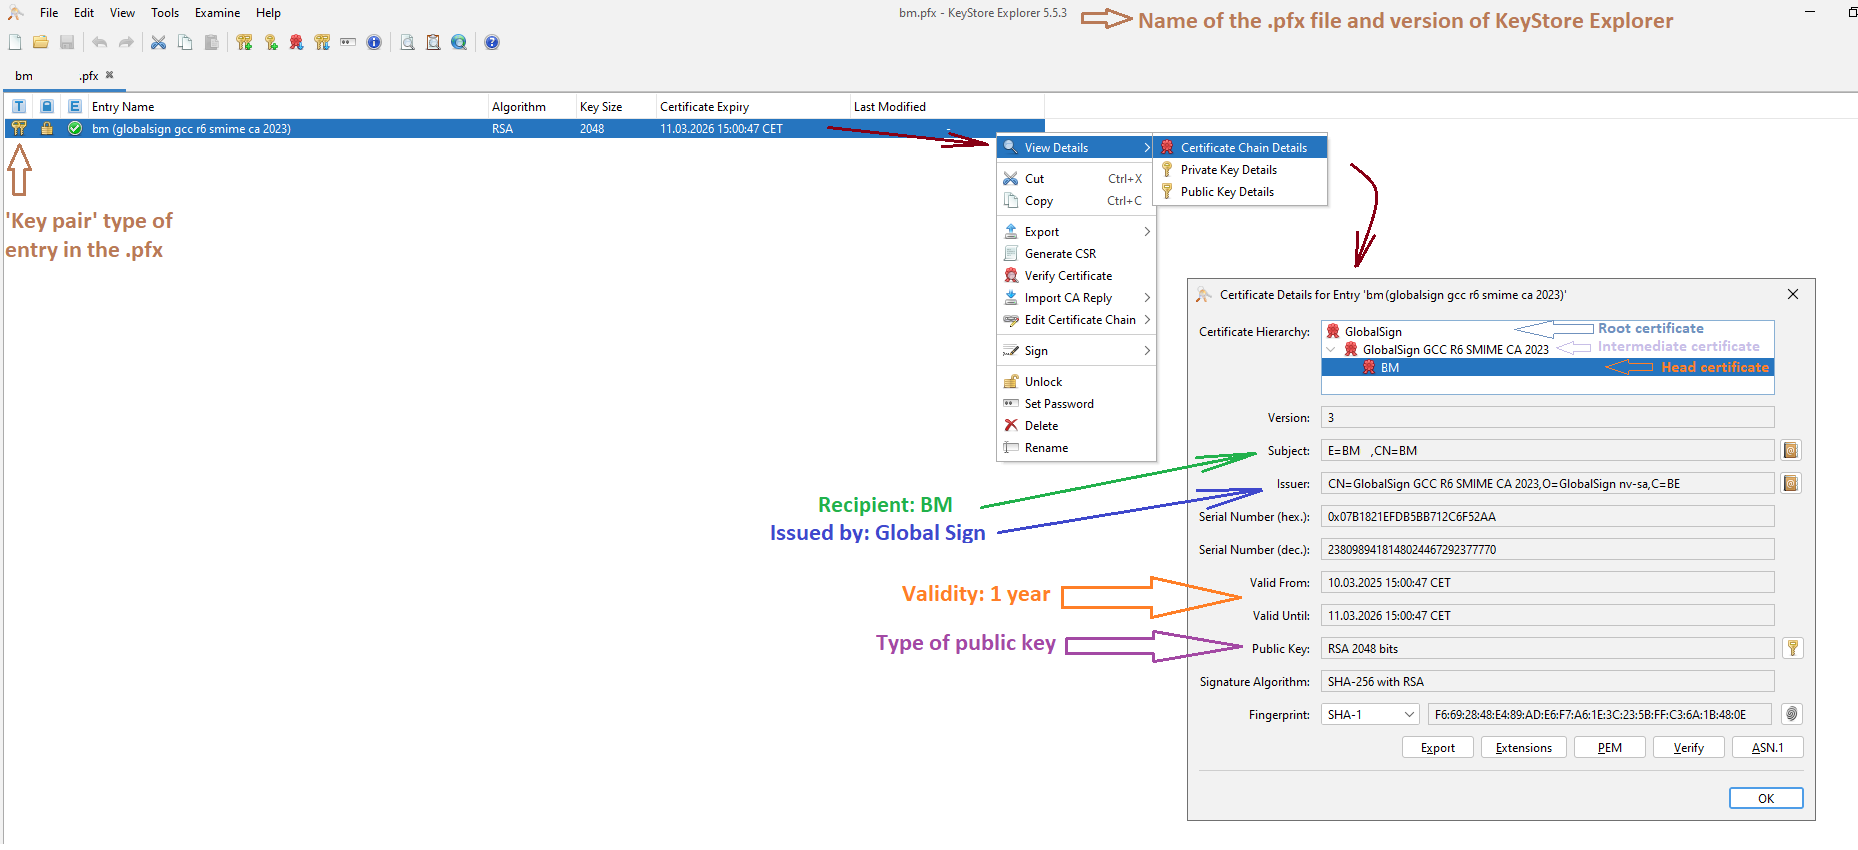 File Edit View Tools Examine Help
bm.pfx - KeyStore Explorer 5.5.3
Name of the .pfx file and version of KeyStore Explorer
bm .pfx
T E Entry Name Algorithm Key Size Certificate Expiry Last Modified
bm (globalsign gcc r6 smime ca 2023) RSA 2048 11.03.2026 15:00:47 CET -
'Key pair' type of
entry in the .pfx
View Details
Cut Ctrl+X
Copy Ctrl+C
Export
Generate CSR
Verify Certificate
Import CA Reply
Edit Certificate Chain
Sign
Unlock
Set Password
Delete
Rename
Certificate Chain Details
Private Key Details
Public Key Details
Certificate Details for Entry 'bm (globalsign gcc r6 smime ca 2023)'
Certificate Hierarchy:
GlobalSign
Root certificate
GlobalSign GCC R6 SMIME CA 2023
Intermediate certificate
BM
Head certificate
Version: 3
Subject: E=BM ,CN=BM
Issuer: CN=GlobalSign GCC R6 SMIME CA 2023,O=GlobalSign nv-sa,C=BE
Serial Number (hex.): 0x07B1821EFDB5BB712C6F52AA
Serial Number (dec.): 2380989418148024467292377770
Valid From: 10.03.2025 15:00:47 CET
Valid Until: 11.03.2026 15:00:47 CET
Public Key: RSA 2048 bits
Signature Algorithm: SHA-256 with RSA
Fingerprint: SHA-1 F6:69:28:48:E4:89:AD:E6:F7:A6:1E:3C:23:5B:FF:C3:6A:1B:48:0E
Export Extensions PEM Verify ASN.1
OK
Recipient: BM
Issued by: Global Sign
Validity: 1 year
Type of public key